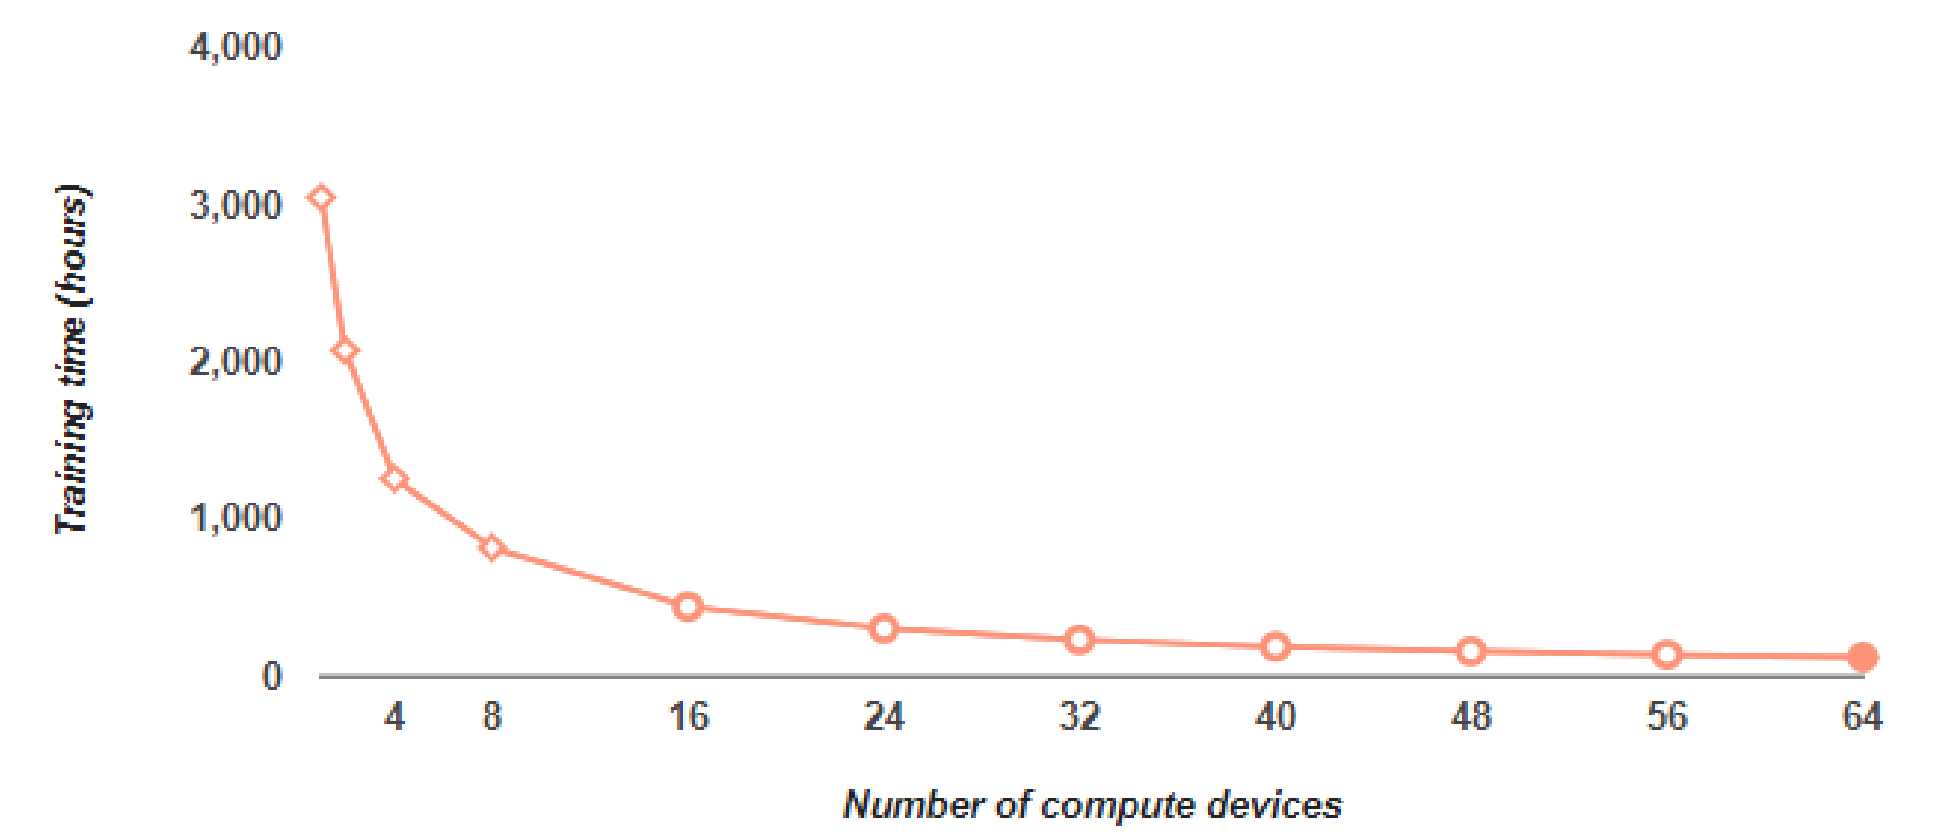 4,000
3,000
2,000
1,000
0
Training time (hours)
4 8 16 24 32 40 48 56 64
Number of compute devices